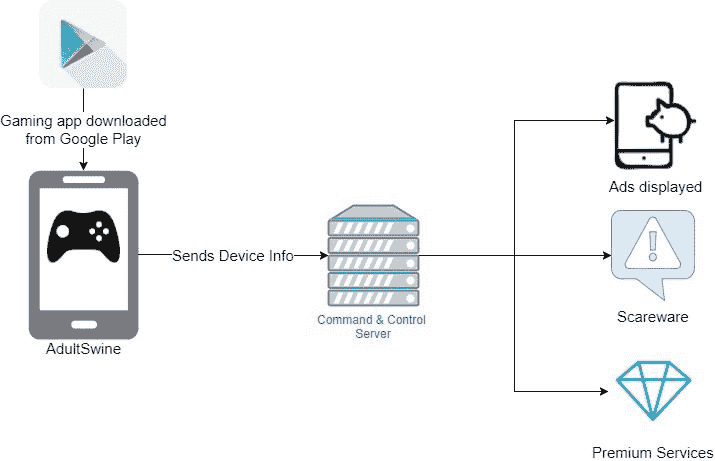 Gaming app downloaded
from Google Play
AdultSwine
Sends Device Info
Command & Control
Server
Ads displayed
Scareware
Premium Services